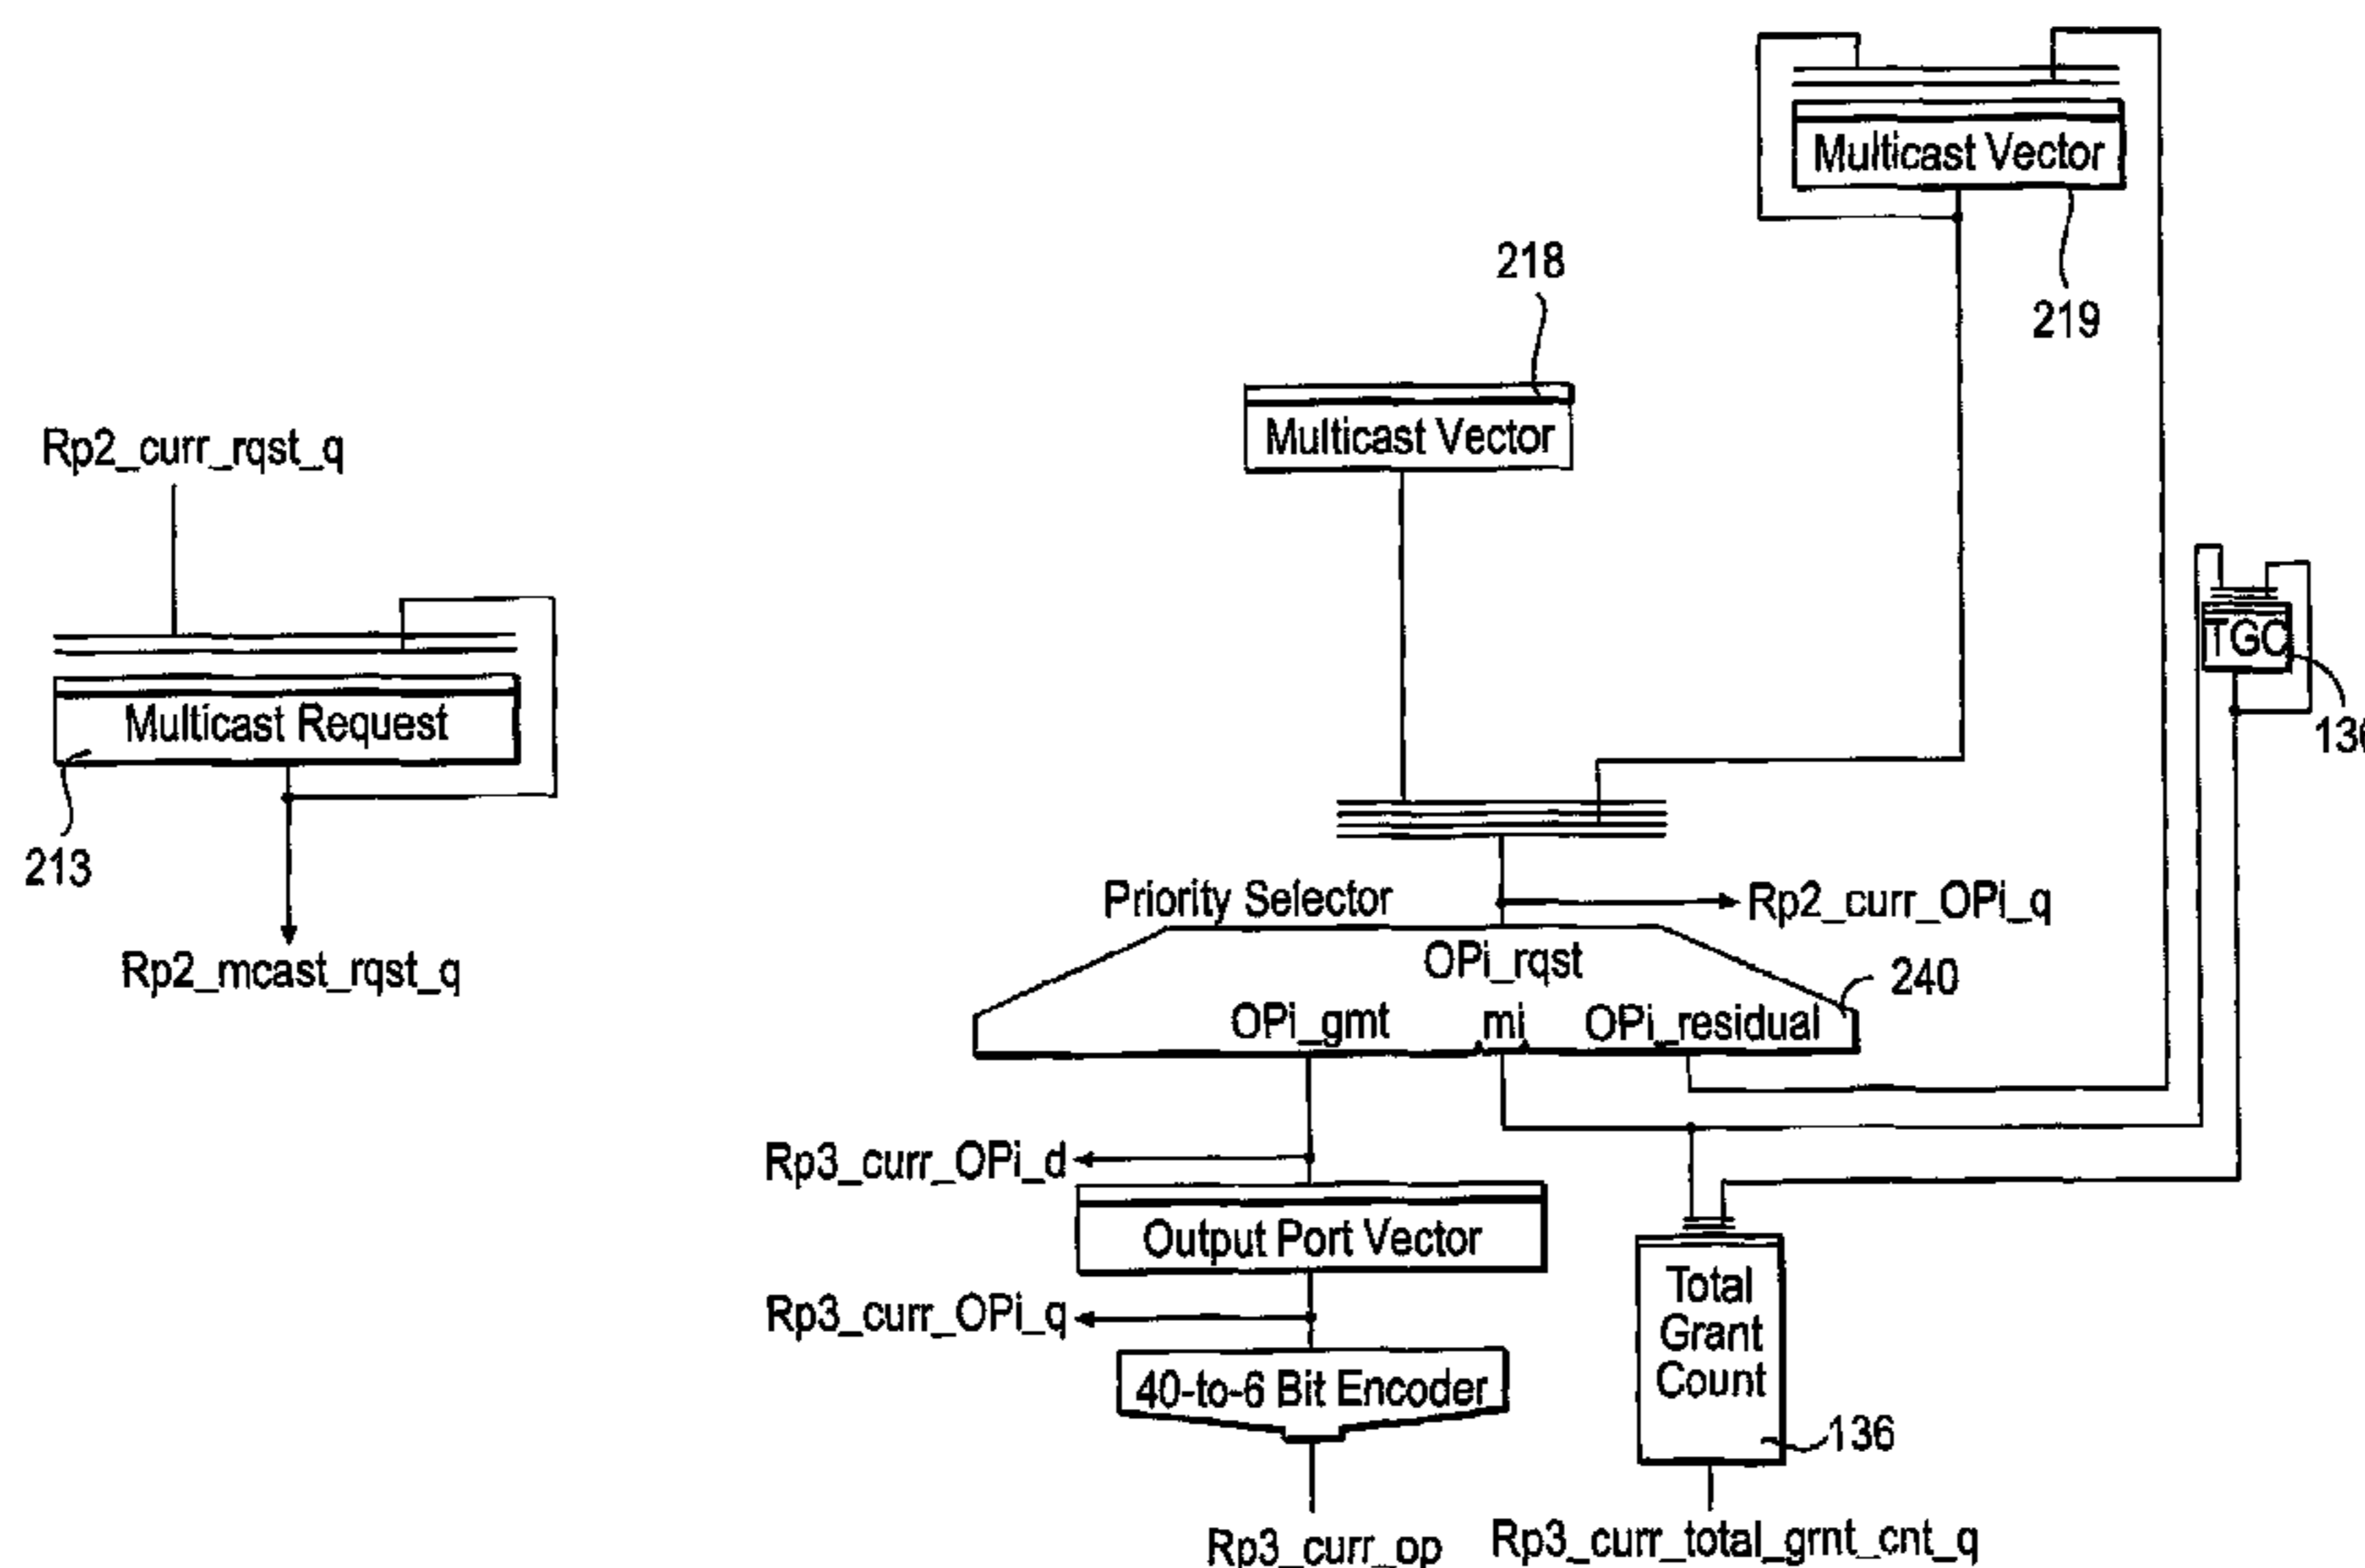 Multicast Vector
219
218
Multicast Vector
Rp2_curr_rqst_q
TGC
Multicast Request
213
Rp2_mcast_rqst_q
Priority Selector
Rp2_curr_OPi_q
OPi_rqst
240
OPi_gmt
mi
OPi_residual
Rp3_curr_OPi_d
Output Port Vector
Rp3_curr_OPi_q
40-to-6 Bit Encoder
Rp3_curr_op
Total
Grant
Count
136
Rp3_curr_total_grnt_cnt_q